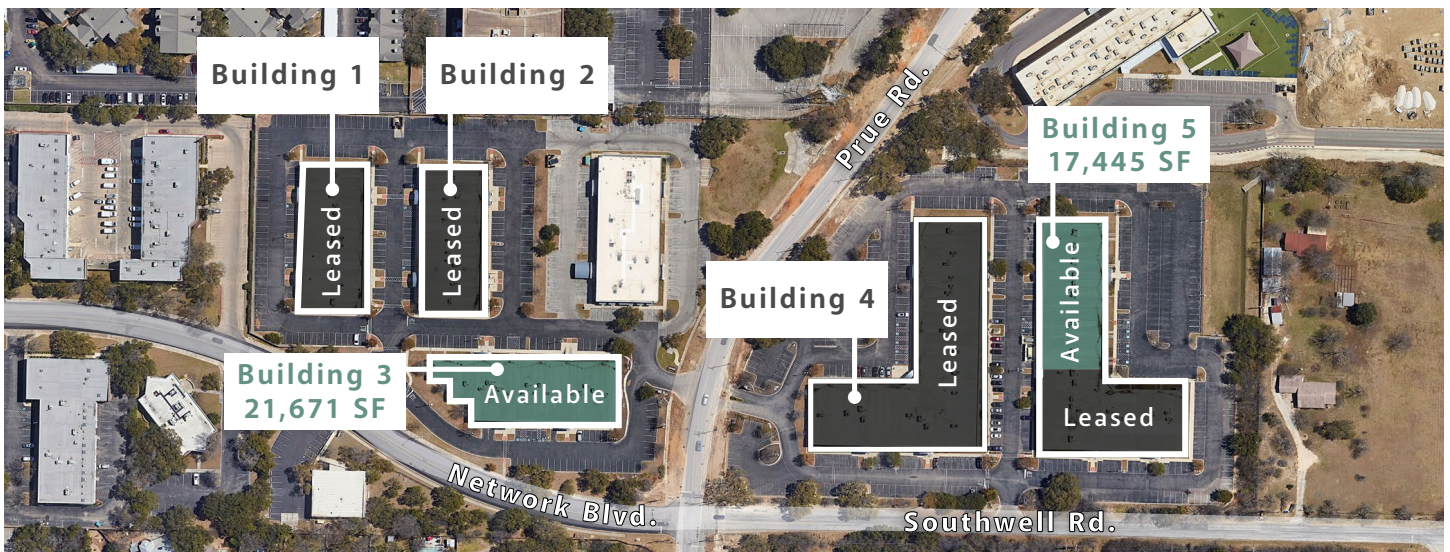 Building 1
Building 2
Prue Rd.
Building 5
17,445 SF
Leased
Leased
Available
Building 4
Leased
Building 3
21,671 SF
Available
Leased
Network Blvd.
Southwell Rd.